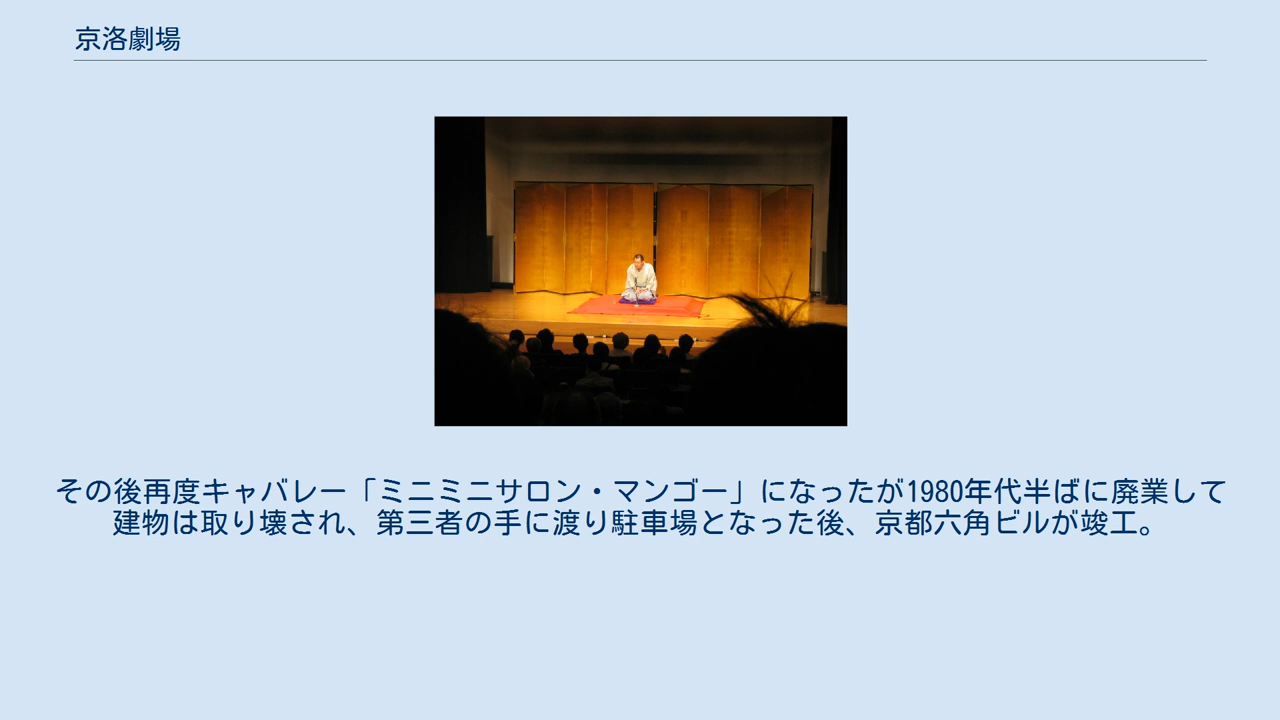 京洛劇場
その後再度キャバレー「ミニミニサロン・マンゴー」になったが1980年代半ばに廃業して
建物は取り壊され、第三者の手に渡り駐車場となった後、京都六角ビルが竣工。